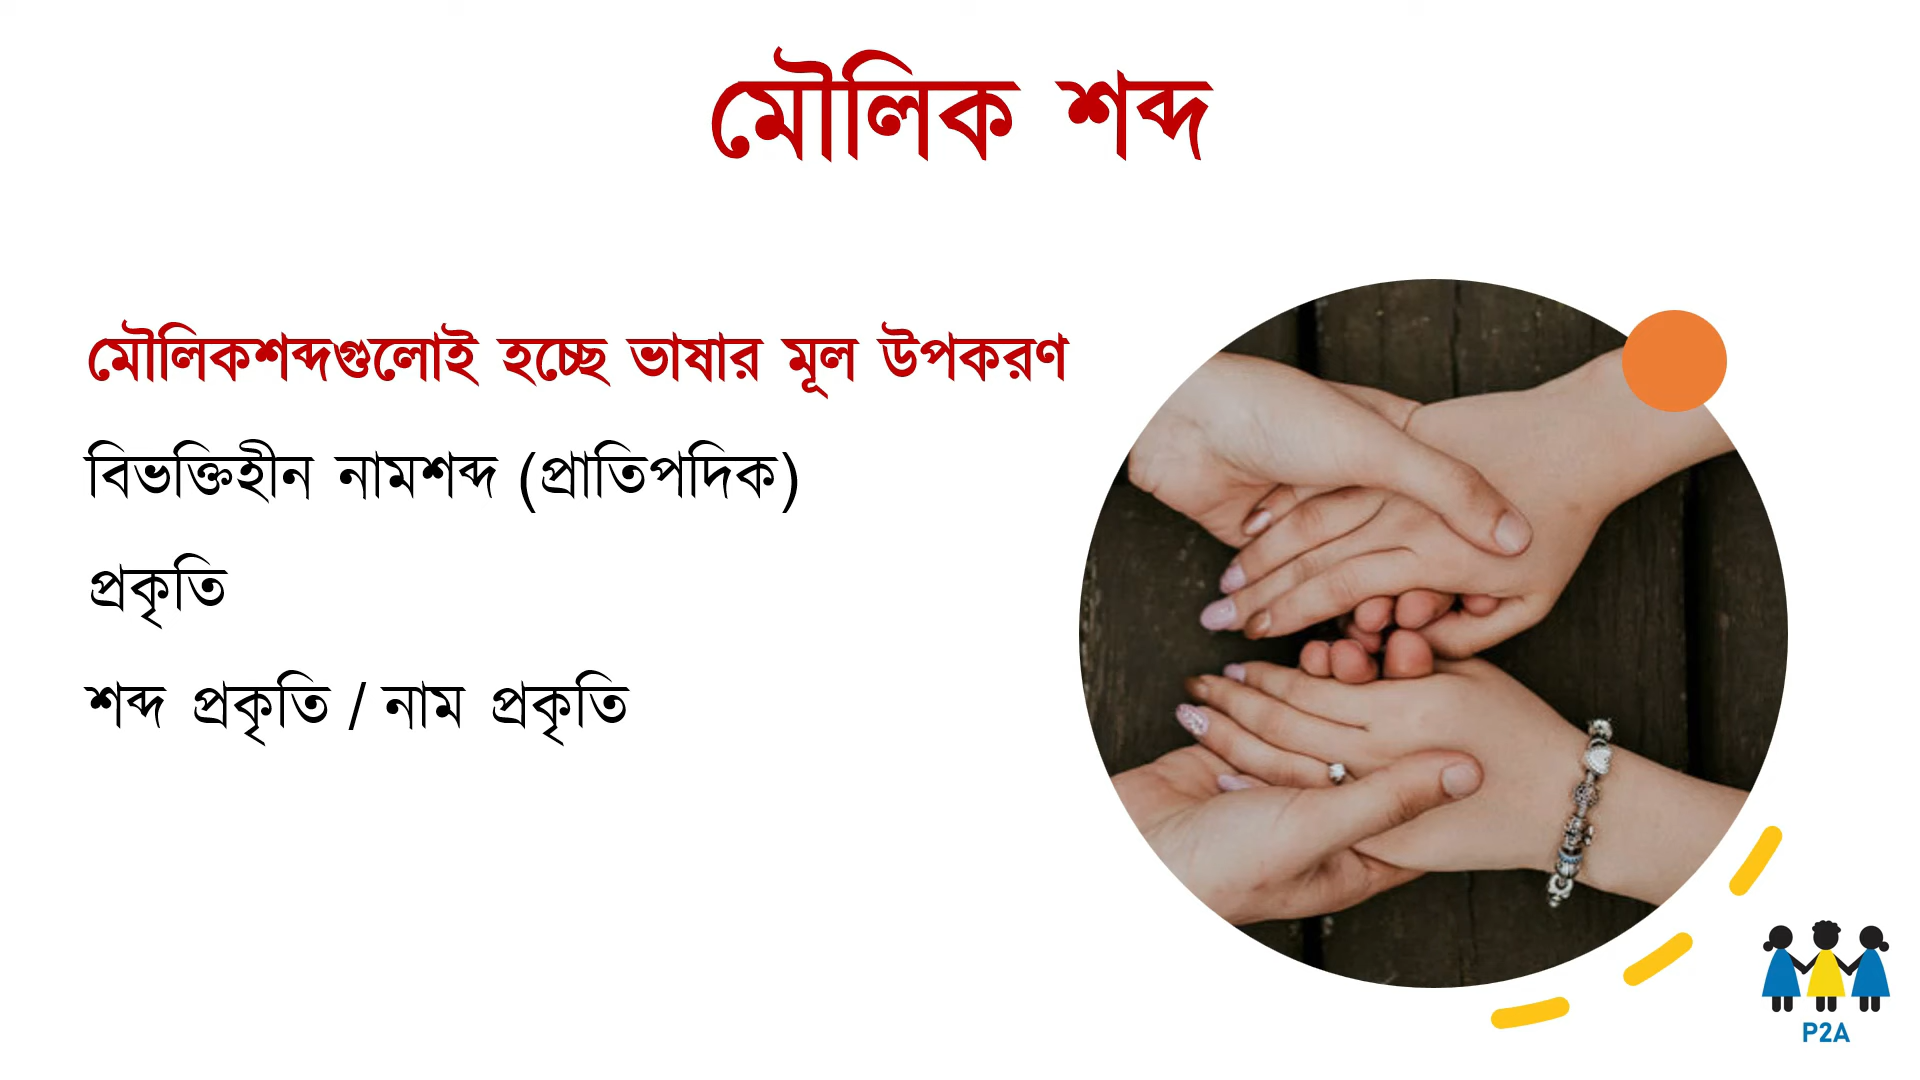 মৌলিক শব্দ
মৌলিকশব্দগুলোই হচ্ছে ভাষার মূল উপকরণ
বিভক্তিহীন নামশব্দ (প্রাতিপদিক)
প্রকৃতি
শব্দ প্রকৃতি / নাম প্রকৃতি
P2A